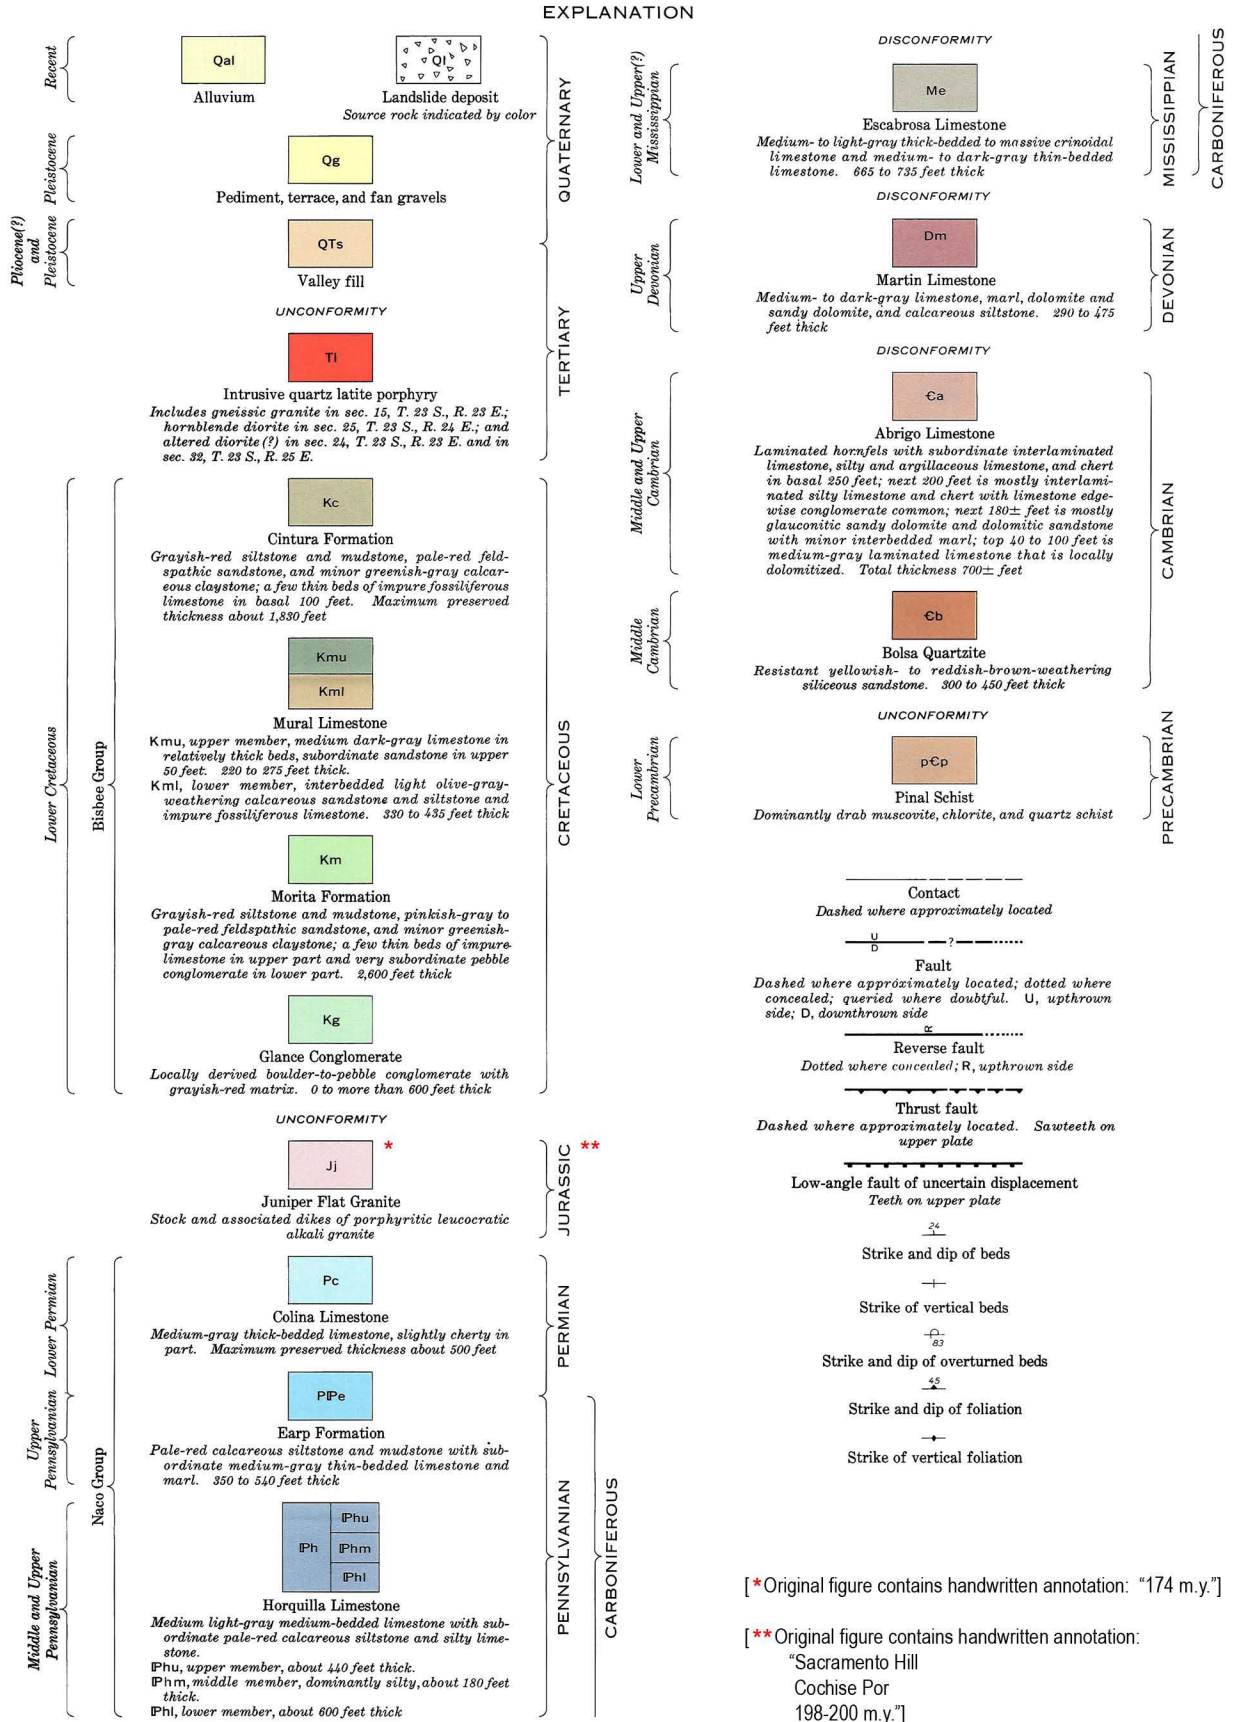 EXPLANATION
Recent
Qal
Alluvium
Ql
Landslide deposit
Source rock indicated by color
Pleistocene
Qg
Pediment, terrace, and fan gravels
QUATERNARY
Pliocene(?)
and
Pleistocene
QTs
Valley fill
UNCONFORMITY
Tl
Intrusive quartz latite porphyry
Includes gneissic granite in sec. 15, T. 23 S., R. 23 E.;
hornblende diorite in sec. 25, T. 23 S., R. 24 E.; and
altered diorite (?) in sec. 24, T. 23 S., R. 23 E. and in
sec. 32, T. 23 S., R. 25 E.
TERTIARY
Kc
Cintura Formation
Grayish-red siltstone and mudstone, pale-red feld-
spathic sandstone, and minor greenish-gray calcar-
eous claystone; a few thin beds of impure fossiliferous
limestone in basal 100 feet. Maximum preserved
thickness about 1,830 feet
Kmu
Kml
Mural Limestone
Kmu, upper member, medium dark-gray limestone in
relatively thick beds, subordinate sandstone in upper
50 feet. 220 to 275 feet thick.
Kml, lower member, interbedded light olive-gray-
weathering calcareous sandstone and siltstone and
impure fossiliferous limestone. 330 to 435 feet thick
Lower Cretaceous
Bisbee Group
CRETACEOUS
Km
Morita Formation
Grayish-red siltstone and mudstone, pinkish-gray to
pale-red feldspathic sandstone, and minor greenish-
gray calcareous claystone; a few thin beds of impure
limestone in upper part and very subordinate pebble
conglomerate in lower part. 2,600 feet thick
Kg
Glance Conglomerate
Locally derived boulder-to-pebble conglomerate with
grayish-red matrix. 0 to more than 600 feet thick
UNCONFORMITY
Jj
*
Juniper Flat Granite
Stock and associated dikes of porphyritic leucocratic
alkali granite
JURASSIC **
Lower Permian
Pc
Colina Limestone
Medium-gray thick-bedded limestone, slightly cherty in
part. Maximum preserved thickness about 500 feet
PERMIAN
Upper
Pennsylvanian
PℙPe
Earp Formation
Pale-red calcareous siltstone and mudstone with sub-
ordinate medium-gray thin-bedded limestone and
marl. 350 to 540 feet thick
Naco Group
Middle and Upper
Pennsylvanian
ℙh
ℙhu
ℙhm
ℙhl
Horquilla Limestone
Medium light-gray medium-bedded limestone with sub-
ordinate pale-red calcareous siltstone and silty lime-
stone.
ℙhu, upper member, about 440 feet thick.
ℙhm, middle member, dominantly silty, about 180 feet
thick.
ℙhl, lower member, about 600 feet thick
PENNSYLVANIAN
CARBONIFEROUS
DISCONFORMITY
Lower and Upper(?)
Mississippian
Me
Escabrosa Limestone
Medium- to light-gray thick-bedded to massive crinoidal
limestone and medium- to dark-gray thin-bedded
limestone. 665 to 735 feet thick
MISSISSIPPIAN
CARBONIFEROUS
DISCONFORMITY
Upper
Devonian
Dm
Martin Limestone
Medium- to dark-gray limestone, marl, dolomite and
sandy dolomite, and calcareous siltstone. 290 to 475
feet thick
DEVONIAN
DISCONFORMITY
Middle and Upper
Cambrian
Єa
Abrigo Limestone
Laminated hornfels with subordinate interlaminated
limestone, silty and argillaceous limestone, and chert
in basal 250 feet; next 200 feet is mostly interlami-
nated silty limestone and chert with limestone edge-
wise conglomerate common; next 180± feet is mostly
glauconitic sandy dolomite and dolomitic sandstone
with minor interbedded marl; top 40 to 100 feet is
medium-gray laminated limestone that is locally
dolomitized. Total thickness 700± feet
CAMBRIAN
Middle
Cambrian
Єb
Bolsa Quartzite
Resistant yellowish- to reddish-brown-weathering
siliceous sandstone. 300 to 450 feet thick
UNCONFORMITY
Lower
Precambrian
pЄp
Pinal Schist
Dominantly drab muscovite, chlorite, and quartz schist
PRECAMBRIAN
Contact
Dashed where approximately located
U
D
?
Fault
Dashed where approximately located; dotted where
concealed; queried where doubtful. U, upthrown
side; D, downthrown side
R
Reverse fault
Dotted where concealed; R, upthrown side
Thrust fault
Dashed where approximately located. Sawteeth on
upper plate
Low-angle fault of uncertain displacement
Teeth on upper plate
24
Strike and dip of beds
Strike of vertical beds
83
Strike and dip of overturned beds
45
Strike and dip of foliation
Strike of vertical foliation
[ *Original figure contains handwritten annotation: “174 m.y.”]
[ **Original figure contains handwritten annotation:
“Sacramento Hill
Cochise Por
198-200 m.y.”]